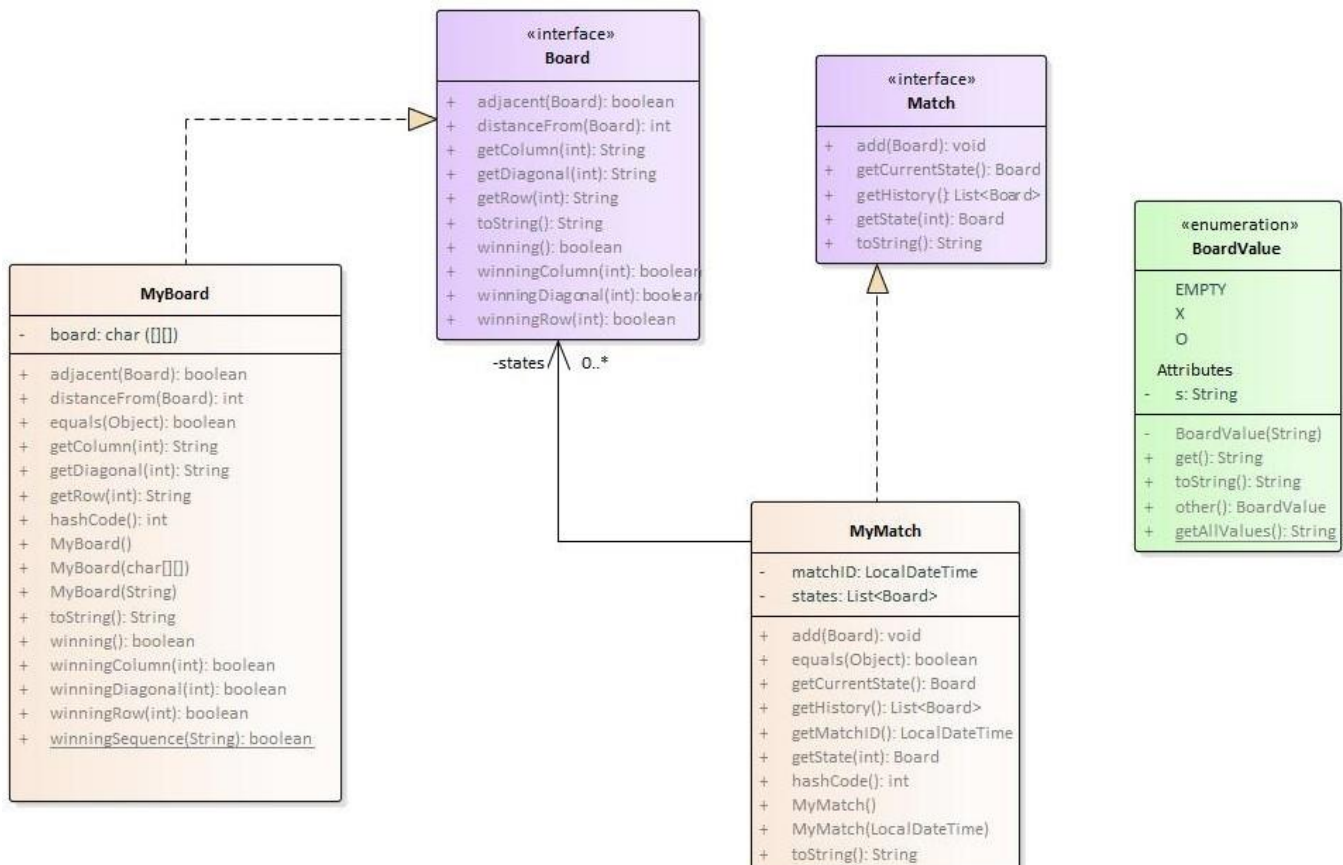 «interface»
Board
+ adjacent(Board): boolean
+ distanceFrom(Board): int
+ getColumn(int): String
+ getDiagonal(int): String
+ getRow(int): String
+ toString(): String
+ winning(): boolean
+ winningColumn(int): boolean
+ winningDiagonal(int): boolean
+ winningRow(int): boolean
«interface»
Match
+ add(Board): void
+ getCurrentState(): Board
+ getHistory(): List<Board>
+ getState(int): Board
+ toString(): String
«enumeration»
BoardValue
EMPTY
X
O
Attributes
- s: String
- BoardValue(String)
+ get(): String
+ toString(): String
+ other(): BoardValue
+ getAllValues(): String
MyBoard
- board: char ([][])
+ adjacent(Board): boolean
+ distanceFrom(Board): int
+ equals(Object): boolean
+ getColumn(int): String
+ getDiagonal(int): String
+ getRow(int): String
+ hashCode(): int
+ MyBoard()
+ MyBoard(char[][])
+ MyBoard(String)
+ toString(): String
+ winning(): boolean
+ winningColumn(int): boolean
+ winningDiagonal(int): boolean
+ winningRow(int): boolean
+ winningSequence(String): boolean
-states 0..*
MyMatch
- matchID: LocalDateTime
- states: List<Board>
+ add(Board): void
+ equals(Object): boolean
+ getCurrentState(): Board
+ getHistory(): List<Board>
+ getMatchID(): LocalDateTime
+ getState(int): Board
+ hashCode(): int
+ MyMatch()
+ MyMatch(LocalDateTime)
+ toString(): String